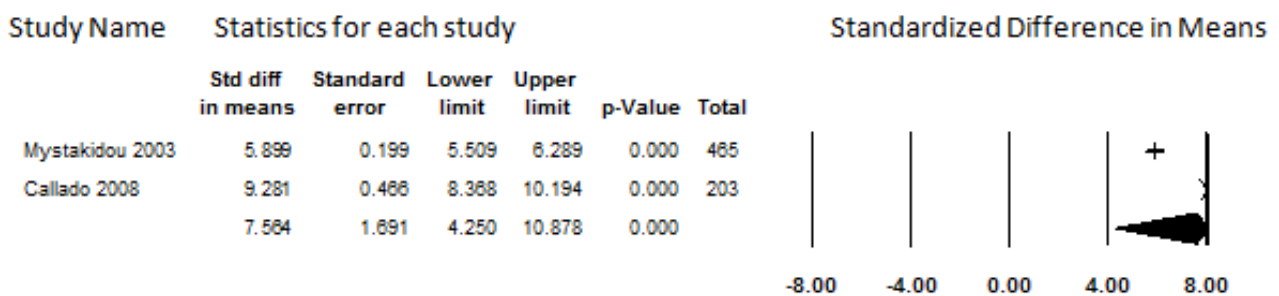 Study Name Statistics for each study Standardized Difference in Means
Std diff Standard Lower Upper
in means error limit limit p-Value Total
Mystakidou 2003 5.899 0.199 5.509 6.289 0.000 465
Callado 2008 9.281 0.466 8.368 10.194 0.000 203
7.564 1.691 4.250 10.878 0.000
-8.00 -4.00 0.00 4.00 8.00